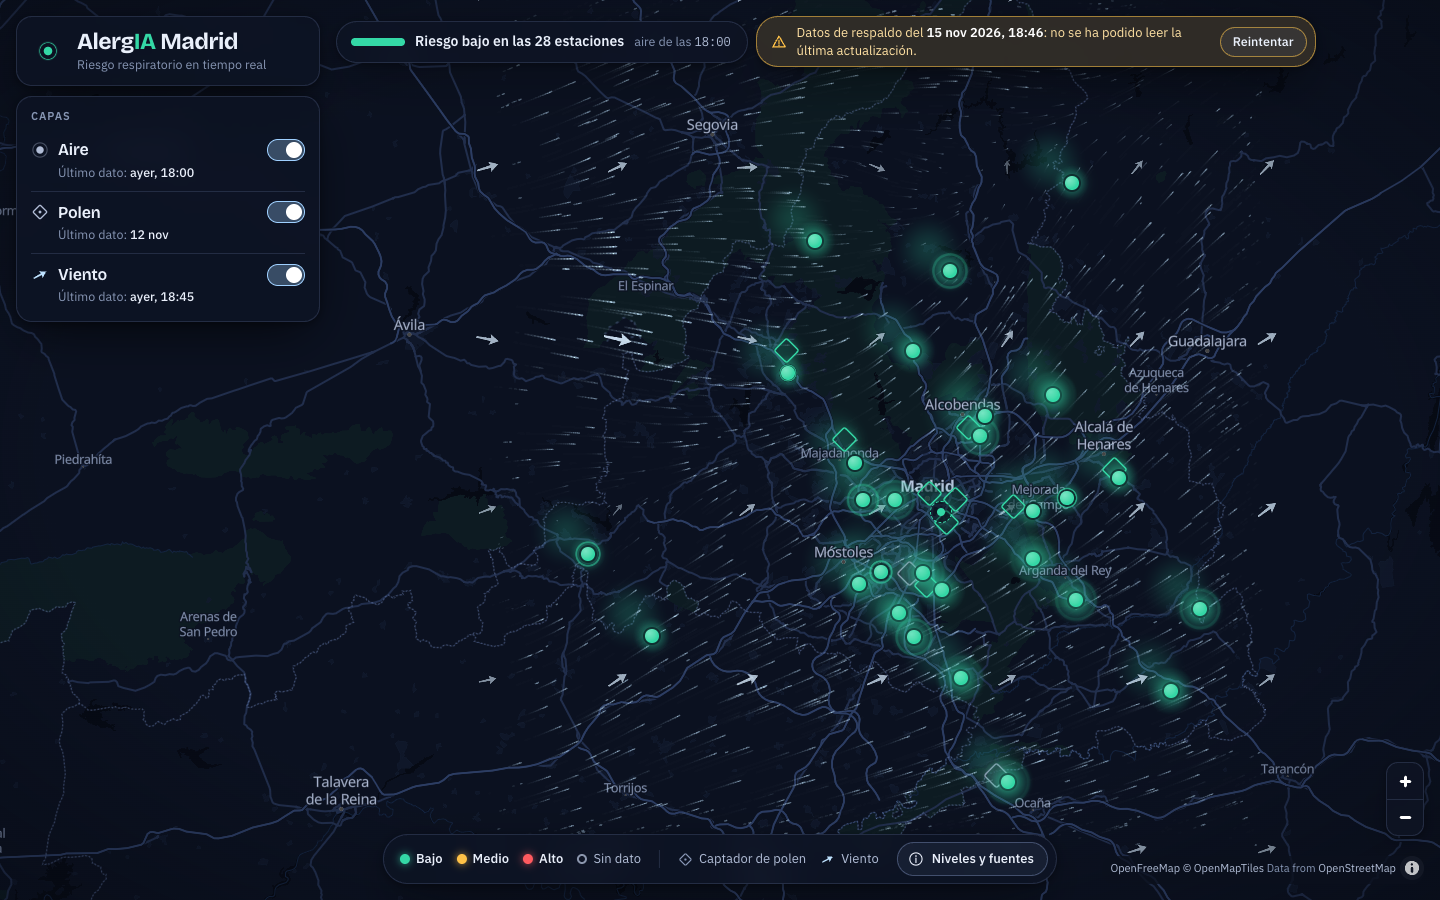 AlergIA Madrid
Riesgo respiratorio en tiempo real
Riesgo bajo en las 28 estaciones aire de las 18:00
Datos de respaldo del 15 nov 2026, 18:46: no se ha podido leer la
última actualización.
Reintentar
CAPAS
Aire
Último dato: ayer, 18:00
Polen
Último dato: 12 nov
Viento
Último dato: ayer, 18:45
Segovia
El Espinar
Ávila
Guadalajara
Azuqueca
de Henares
Alcobendas
Alcalá de
Henares
Piedrahíta
Majadahonda
Madrid
Móstoles
Arganda del Rey
Arenas de
San Pedro
Talavera
de la Reina
Torrijos
Tarancón
Ocaña
+
−
Bajo
Medio
Alto
Sin dato
Captador de polen
Viento
Niveles y fuentes
OpenFreeMap © OpenMapTiles Data from OpenStreetMap